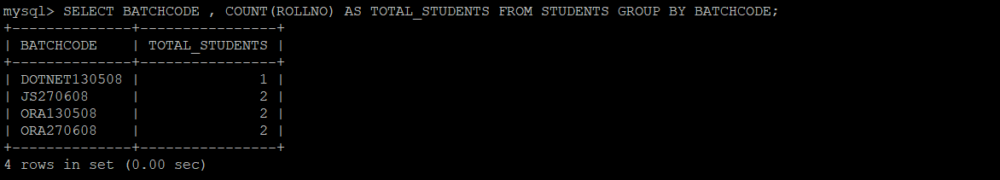 mysql> SELECT BATCHCODE , COUNT(ROLLNO) AS TOTAL_STUDENTS FROM STUDENTS GROUP BY BATCHCODE;
+--------------+----------------+
| BATCHCODE    | TOTAL_STUDENTS |
+--------------+----------------+
| DOTNET130508 |              1 |
| JS270608     |              2 |
| ORA130508    |              2 |
| ORA270608    |              2 |
+--------------+----------------+
4 rows in set (0.00 sec)